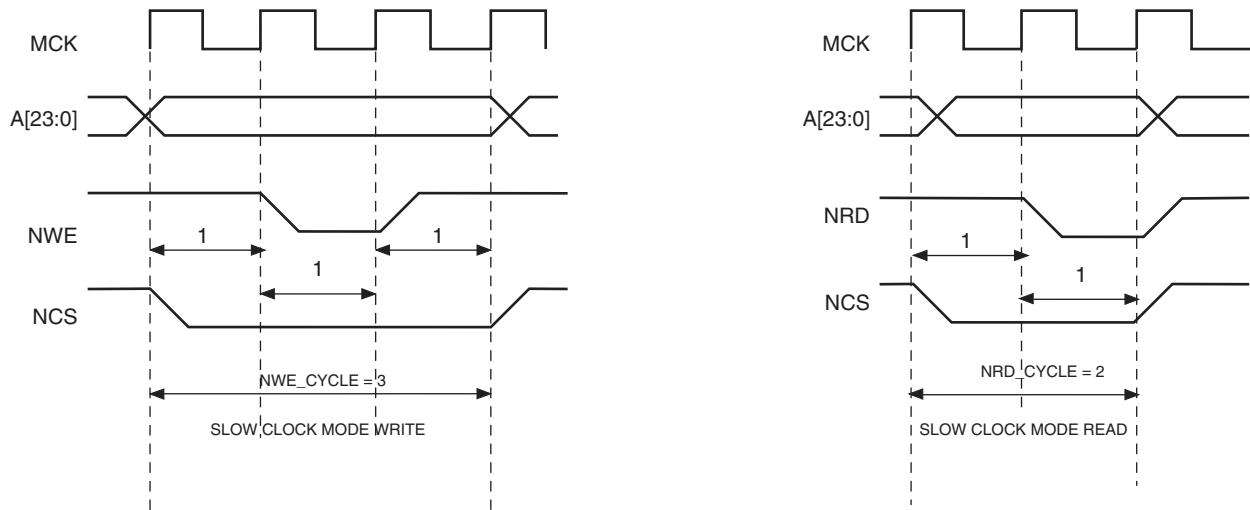 MCK
A[23:0]
NWE
1
1
1
NCS
NWE_CYCLE = 3
SLOW CLOCK MODE WRITE
MCK
A[23:0]
NRD
1
1
NCS
NRD_CYCLE = 2
SLOW CLOCK MODE READ